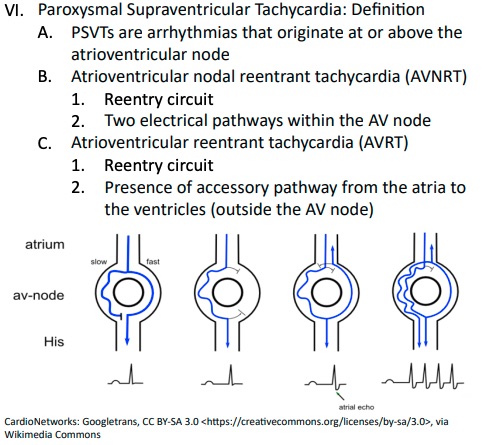 VI. Paroxysmal Supraventricular Tachycardia: Definition
A. PSVTs are arrhythmias that originate at or above the
atrioventricular node
B. Atrioventricular nodal reentrant tachycardia (AVNRT)
1. Reentry circuit
2. Two electrical pathways within the AV node
C. Atrioventricular reentrant tachycardia (AVRT)
1. Reentry circuit
2. Presence of accessory pathway from the atria to
the ventricles (outside the AV node)
atrium
slow fast
av-node
His
atrial echo
CardioNetworks: Googletrans, CC BY-SA 3.0 <https://creativecommons.org/licenses/by-sa/3.0>, via
Wikimedia Commons